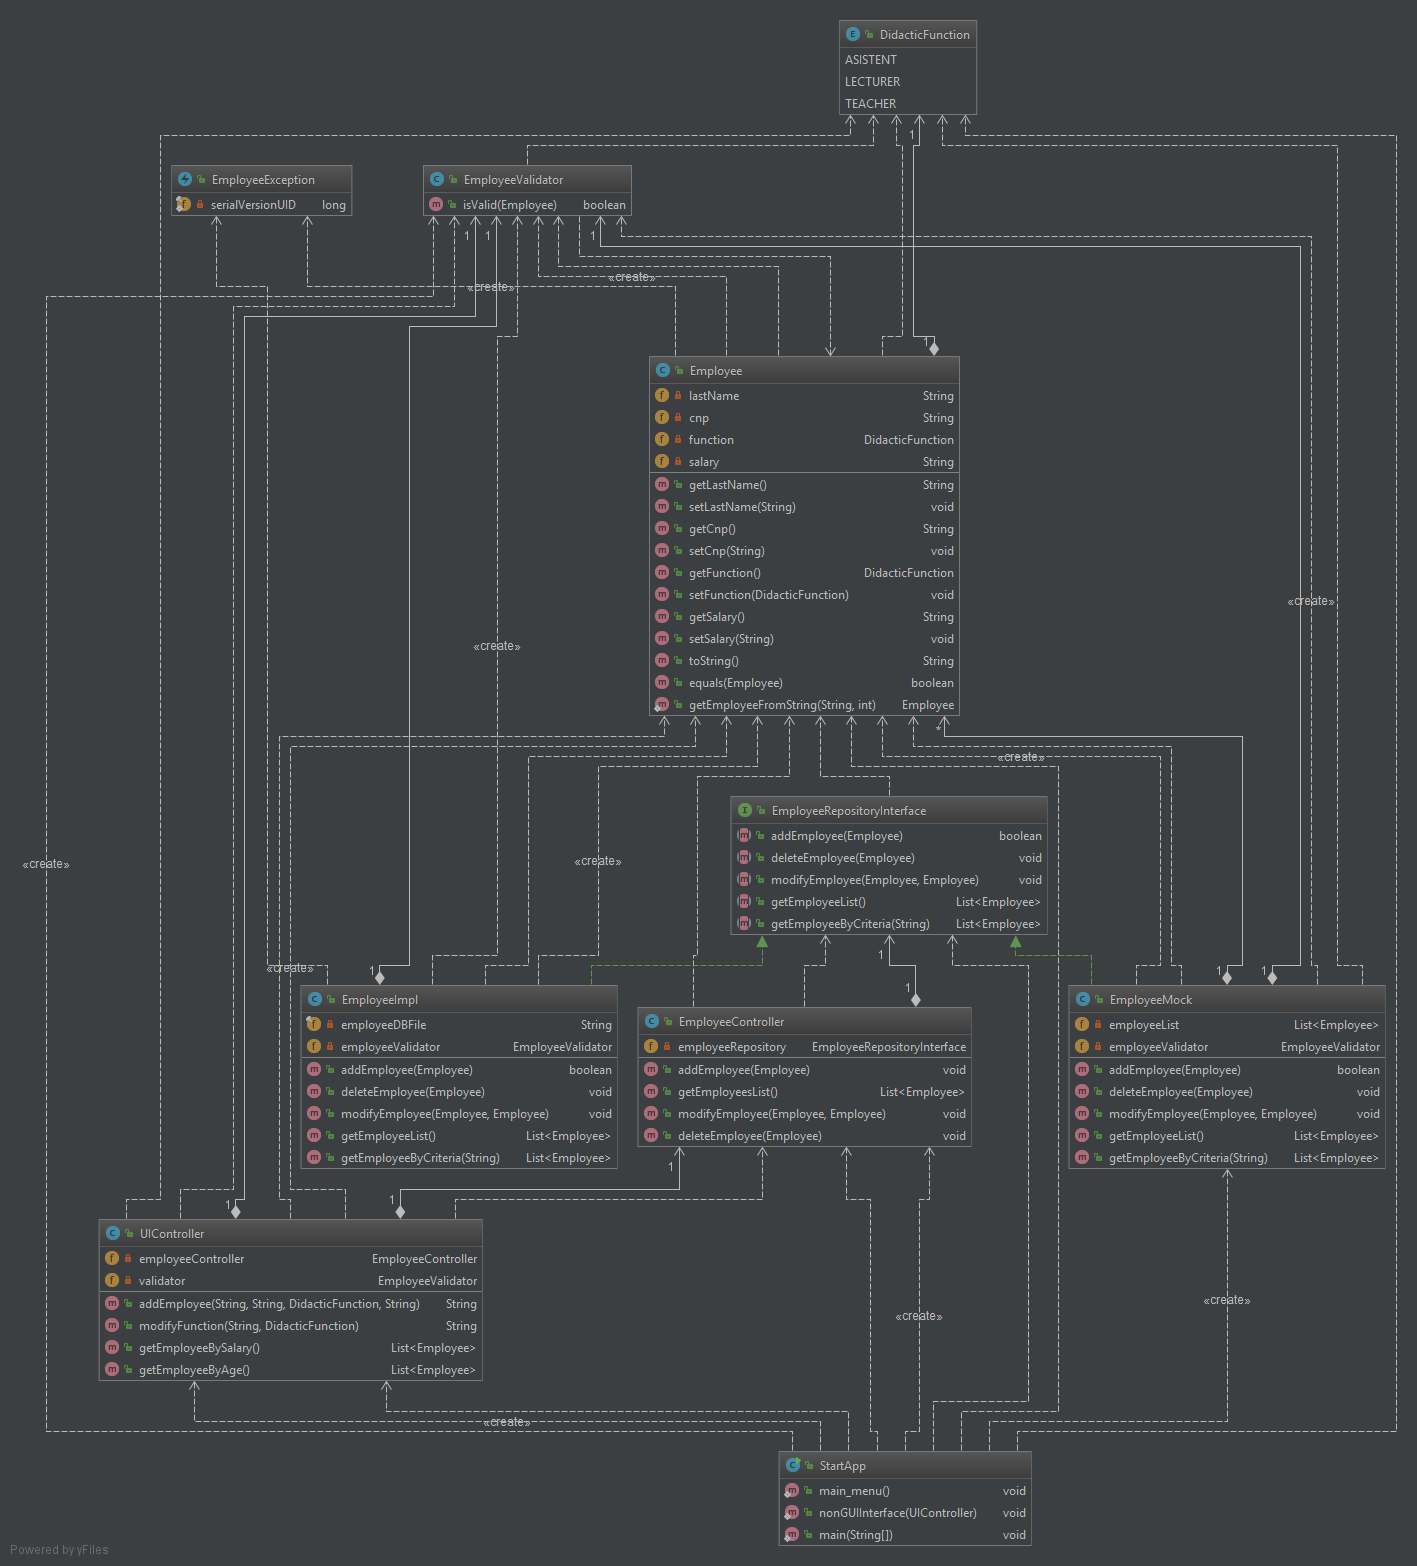 DidacticFunction
ASISTENT
LECTURER
TEACHER
1
EmployeeException
serialVersionUID long
EmployeeValidator
isValid(Employee) boolean
1
1
1
«create»
«create»
1
Employee
lastName String
cnp String
function DidacticFunction
salary String
getLastName() String
setLastName(String) void
getCnp() String
setCnp(String) void
getFunction() DidacticFunction
setFunction(DidacticFunction) void
getSalary() String
setSalary(String) void
toString() String
equals(Employee) boolean
getEmployeeFromString(String, int) Employee
«create»
«create»
*
«create»
EmployeeRepositoryInterface
addEmployee(Employee) boolean
deleteEmployee(Employee) void
modifyEmployee(Employee, Employee) void
getEmployeeList() List<Employee>
getEmployeeByCriteria(String) List<Employee>
«create»
«create»
1
«create»
1
1
1
1
EmployeeImpl
employeeDBFile String
employeeValidator EmployeeValidator
addEmployee(Employee) boolean
deleteEmployee(Employee) void
modifyEmployee(Employee, Employee) void
getEmployeeList() List<Employee>
getEmployeeByCriteria(String) List<Employee>
EmployeeController
employeeRepository EmployeeRepositoryInterface
addEmployee(Employee) void
getEmployeesList() List<Employee>
modifyEmployee(Employee, Employee) void
deleteEmployee(Employee) void
EmployeeMock
employeeList List<Employee>
employeeValidator EmployeeValidator
addEmployee(Employee) boolean
deleteEmployee(Employee) void
modifyEmployee(Employee, Employee) void
getEmployeeList() List<Employee>
getEmployeeByCriteria(String) List<Employee>
1
1
1
UIController
employeeController EmployeeController
validator EmployeeValidator
addEmployee(String, String, DidacticFunction, String) String
modifyFunction(String, DidacticFunction) String
getEmployeeBySalary() List<Employee>
getEmployeeByAge() List<Employee>
«create»
«create»
«create»
StartApp
main_menu() void
nonGUIInterface(UIController) void
main(String[]) void
Powered by yFiles